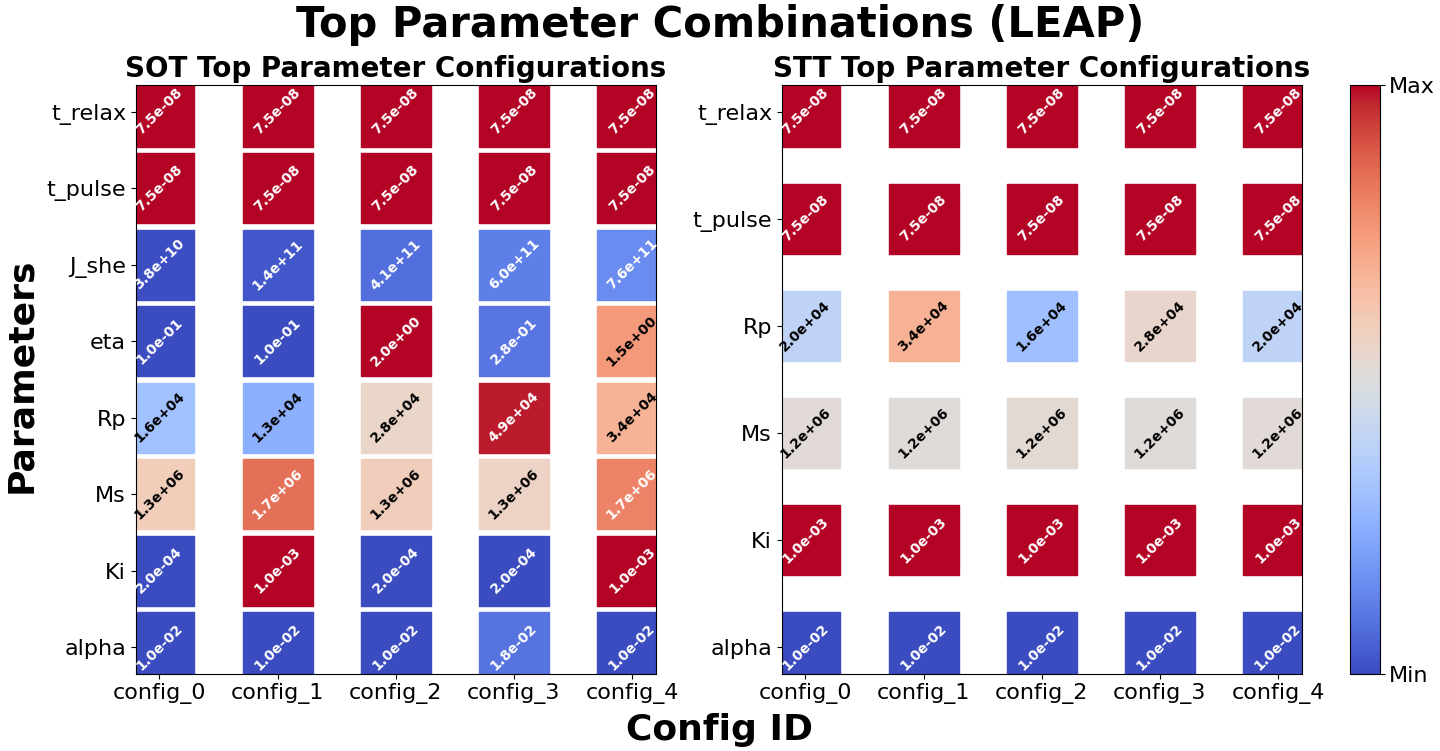 Top Parameter Combinations (LEAP)
SOT Top Parameter Configurations
Parameters
t_relax 7.5e-08 7.5e-08 7.5e-08 7.5e-08 7.5e-08
t_pulse 7.5e-08 7.5e-08 7.5e-08 7.5e-08 7.5e-08
J_she 3.8e+10 1.4e+11 4.1e+11 6.0e+11 7.6e+11
eta 1.0e-01 1.0e-01 2.0e+00 2.8e-01 1.5e+00
Rp 1.6e+04 1.3e+04 2.8e+04 4.9e+04 3.4e+04
Ms 1.3e+06 1.7e+06 1.3e+06 1.3e+06 1.7e+06
Ki 2.0e-04 1.0e-03 2.0e-04 2.0e-04 1.0e-03
alpha 1.0e-02 1.0e-02 1.0e-02 1.8e-02 1.0e-02
config_0 config_1 config_2 config_3 config_4
STT Top Parameter Configurations
t_relax 7.5e-08 7.5e-08 7.5e-08 7.5e-08 7.5e-08
t_pulse 7.5e-08 7.5e-08 7.5e-08 7.5e-08 7.5e-08
Rp 2.0e+04 3.4e+04 1.6e+04 2.8e+04 2.0e+04
Ms 1.2e+06 1.2e+06 1.2e+06 1.2e+06 1.2e+06
Ki 1.0e-03 1.0e-03 1.0e-03 1.0e-03 1.0e-03
alpha 1.0e-02 1.0e-02 1.0e-02 1.0e-02 1.0e-02
config_0 config_1 config_2 config_3 config_4
Max
Min
Config ID